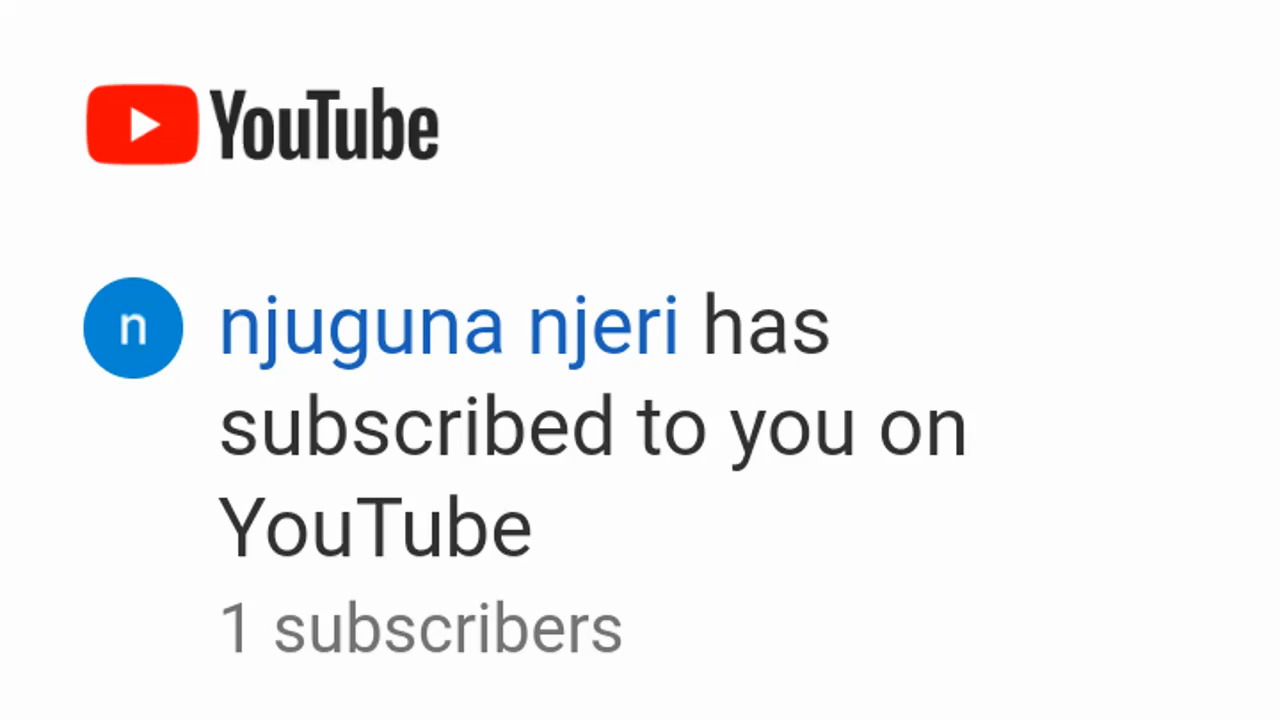 YouTube
n
njuguna njeri has
subscribed to you on
YouTube
1 subscribers